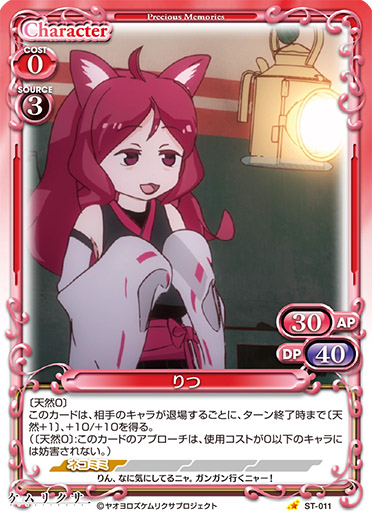 Precious Memories
Character
COST
0
SOURCE
3
30 AP
DP 40
りつ
〔天然0〕
このカードは、相手のキャラが退場するごとに、ターン終了時まで〔天
然+1〕、+10/+10を得る。
(〔天然0〕:このカードのアプローチは、使用コストが0以下のキャラに
は妨害されない。)
ネコミミ
りん、なに気にしてるニャ。ガンガン行くニャー!
ケムリクサ
©ヤオヨロズケムリクサプロジェクト
ST-011